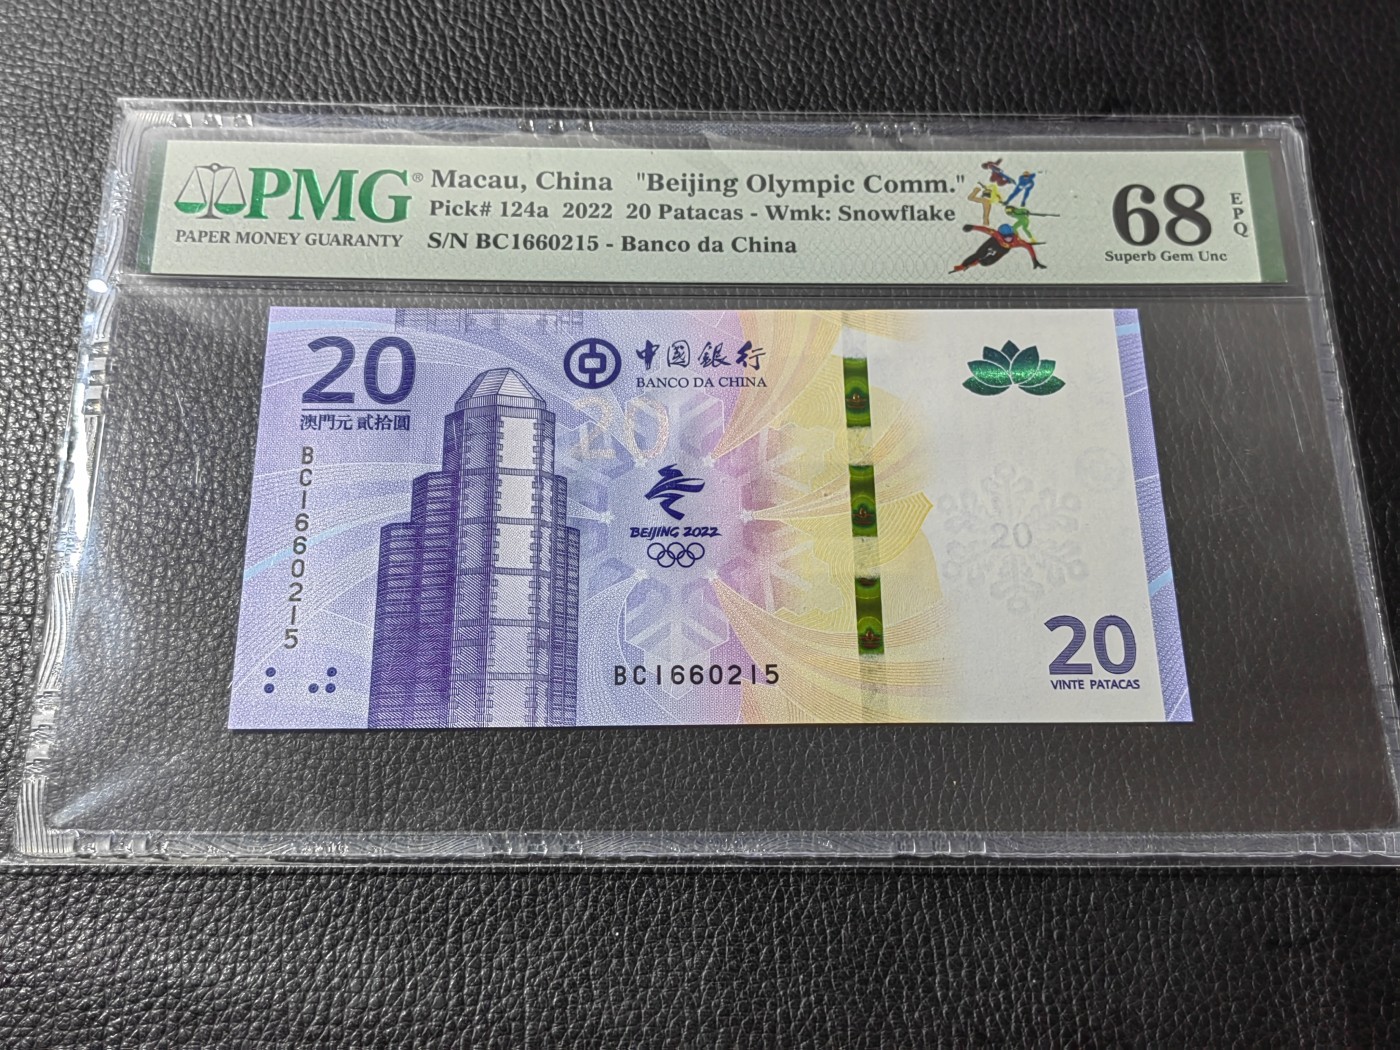 PMG®
PAPER MONEY GUARANTY
Macau, China "Beijing Olympic Comm."
Pick# 124a 2022 20 Patacas - Wmk: Snowflake
S/N BC1660215 - Banco da China
68
EPQ
Superb Gem Unc
20
澳門元貳拾圓
BC1660215
中國銀行
BANCO DA CHINA
20
BEIJING 2022
BC1660215
20
20
VINTE PATACAS